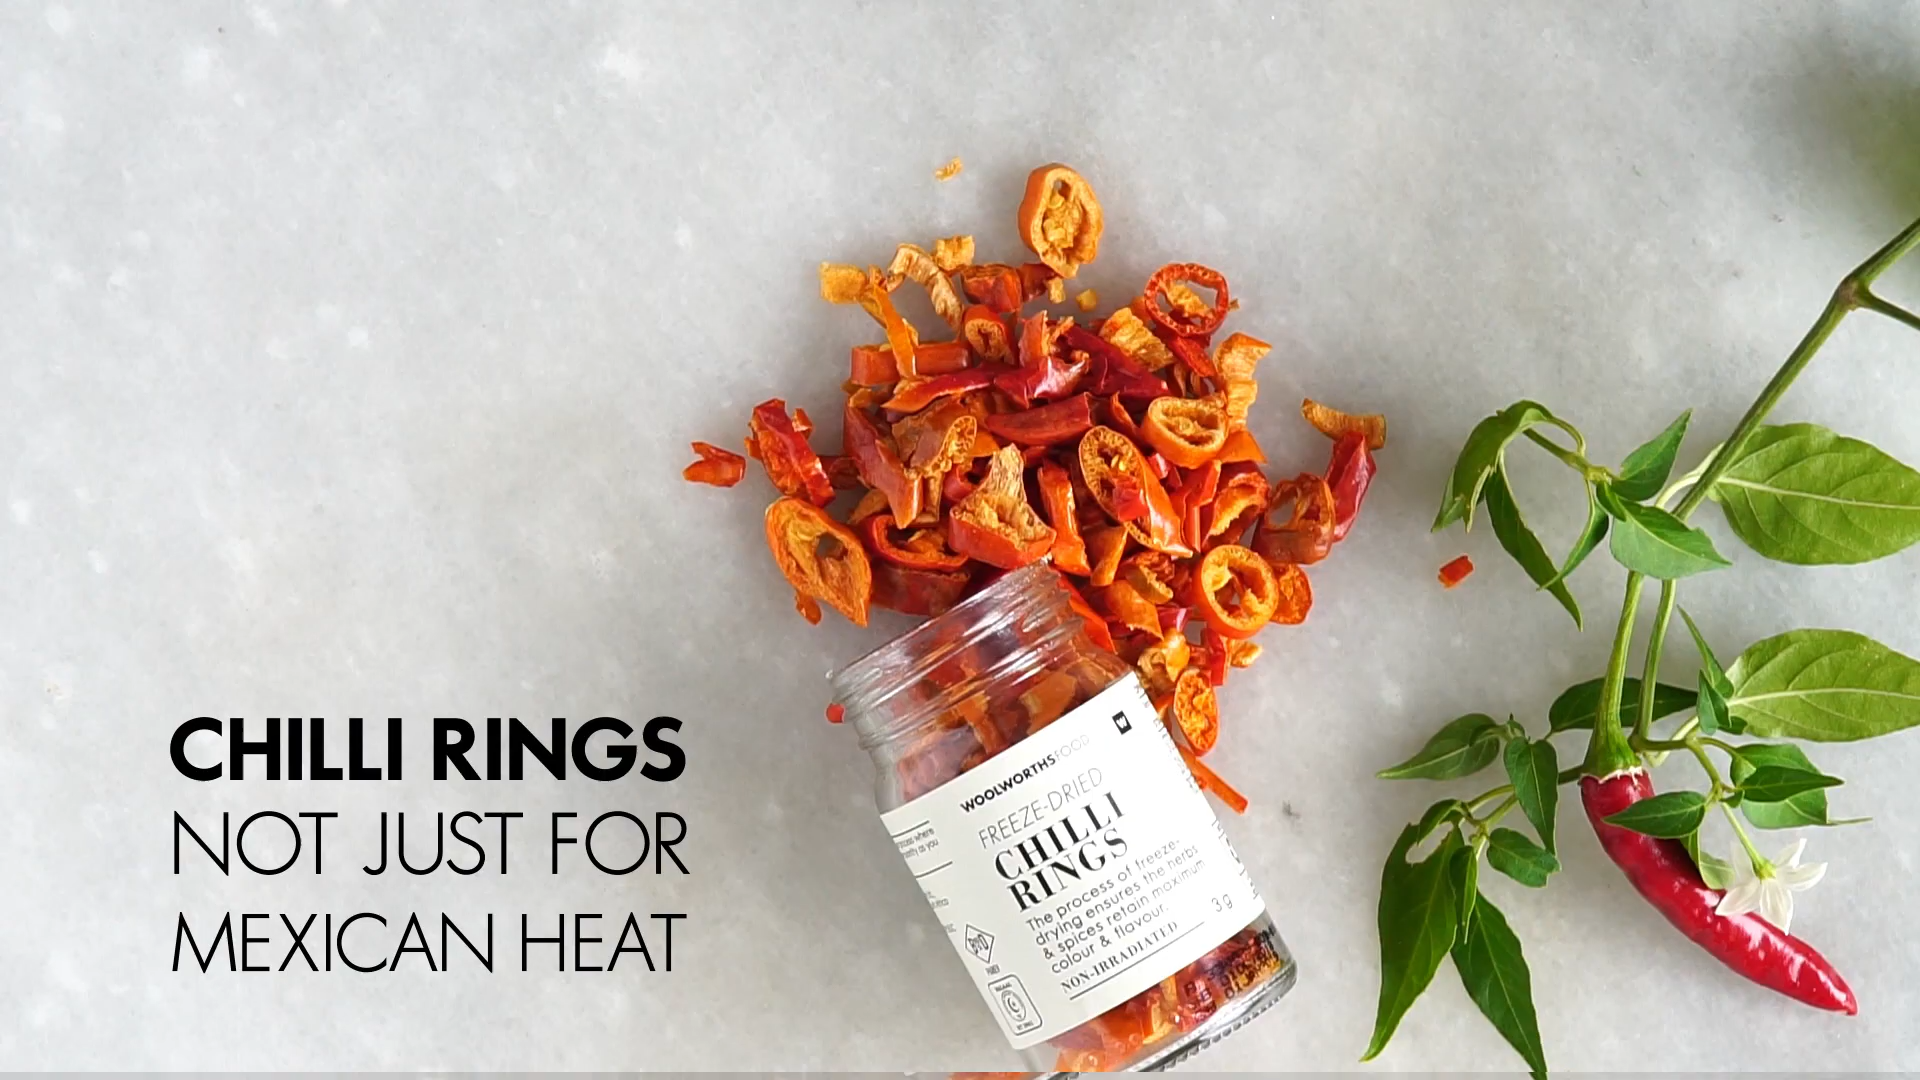 CHILLI RINGS
NOT JUST FOR
MEXICAN HEAT
WOOLWORTHSFOOD
W
FREEZE-DRIED
CHILLI
RINGS
The process of freeze-
drying ensures the herbs
& spices retain maximum
colour & flavour.
NON-IRRADIATED
3 g